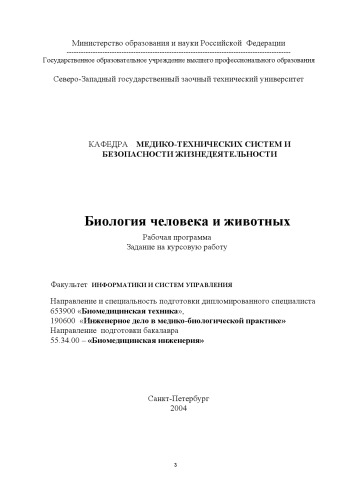 Министерство образования и науки Российской Федерации
Государственное образовательное учреждение высшего профессионального образования
Северо-Западный государственный заочный технический университет
КАФЕДРА МЕДИКО-ТЕХНИЧЕСКИХ СИСТЕМ И
БЕЗОПАСНОСТИ ЖИЗНЕДЕЯТЕЛЬНОСТИ
Биология человека и животных
Рабочая программа
Задание на курсовую работу
Факультет ИНФОРМАТИКИ И СИСТЕМ УПРАВЛЕНИЯ
Направление и специальность подготовки дипломированного специалиста
653900 «Биомедицинская техника»,
190600 «Инженерное дело в медико-биологической практике»
Направление подготовки бакалавра
55.34.00 – «Биомедицинская инженерия»
Санкт-Петербург
2004
3